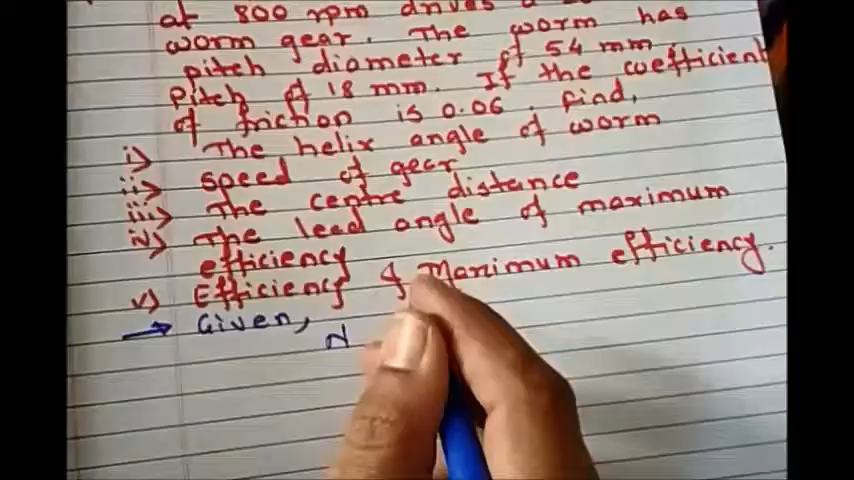 at 800 rpm drives a
worm gear. The worm has
pitch diameter of 54 mm
Pitch of 18 mm. If the coefficient
of friction is 0.06. find,
i) The helix angle of worm
ii) speed of gear
iii) The centre distance
iv) The lead angle of maximum
efficiency
v) Efficiency & Maximum efficiency.
→ Given,
N